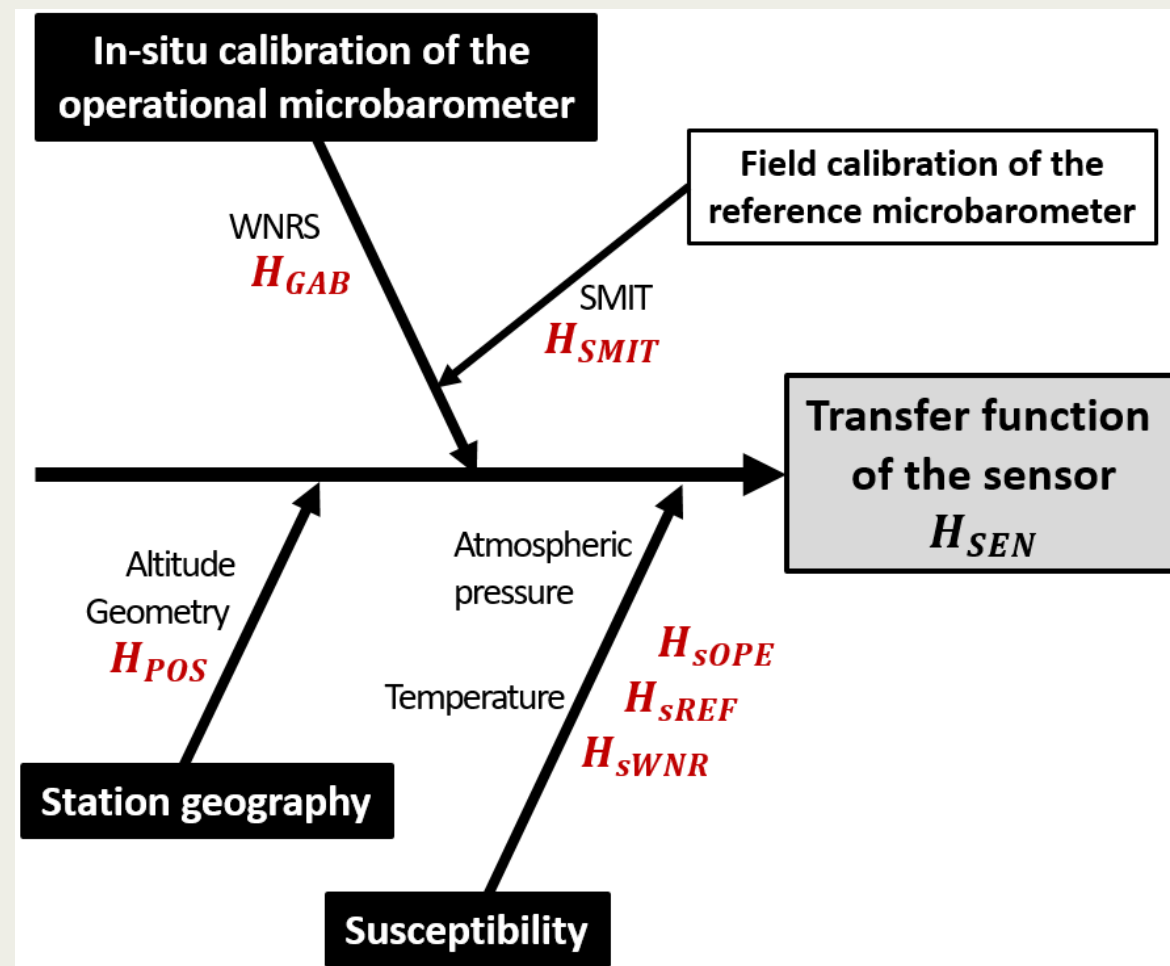 In-situ calibration of the
operational microbarometer
Field calibration of the
reference microbarometer
WNRS
H_GAB
SMIT
H_SMIT
Transfer function
of the sensor
H_SEN
Altitude
Geometry
H_POS
Atmospheric
pressure
Temperature
H_sOPE
H_sREF
H_sWNR
Station geography
Susceptibility